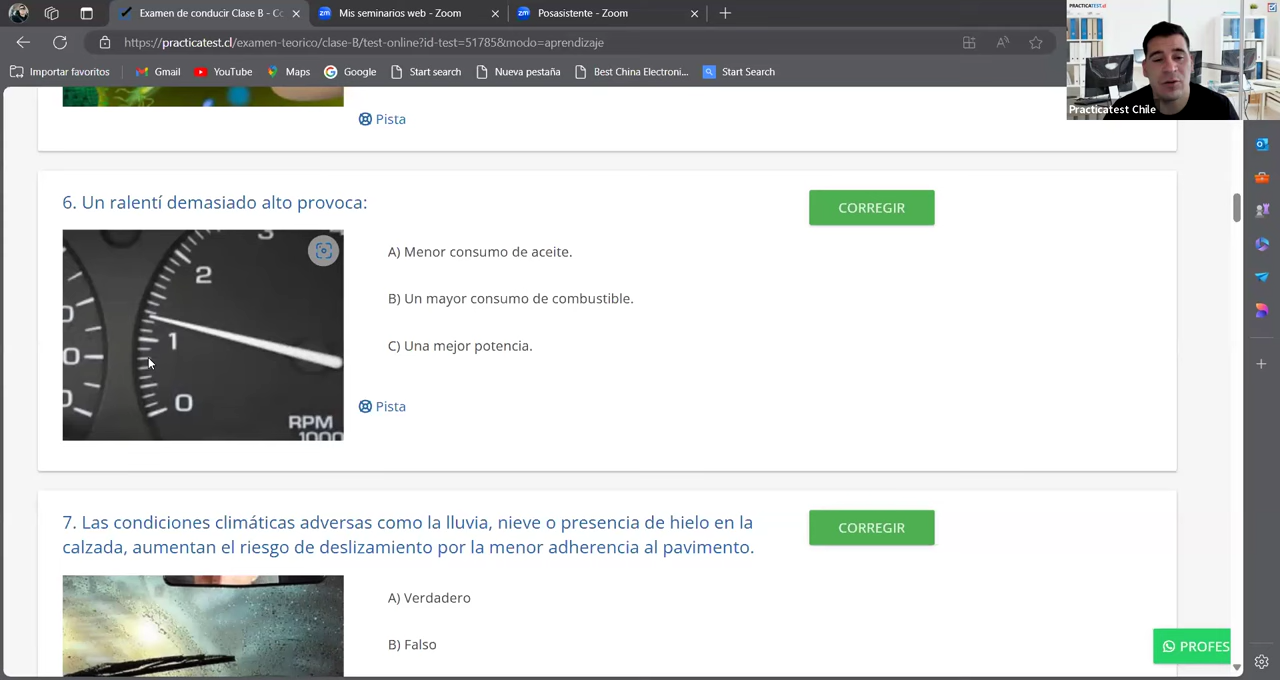 Examen de conducir Clase B - Co
Mis seminarios web - Zoom
Posasistente - Zoom
https://practicatest.cl/examen-teorico/clase-B/test-online?id-test=51785&modo=aprendizaje
Importar favoritos
Gmail
YouTube
Maps
Google
Start search
Nueva pestaña
Best China Electroni...
Start Search
PRACTICATEST.cl
Practicatest Chile
Pista
6. Un ralentí demasiado alto provoca:
CORREGIR
A) Menor consumo de aceite.
B) Un mayor consumo de combustible.
C) Una mejor potencia.
Pista
3
2
1
0
RPM
1000
0
0
7. Las condiciones climáticas adversas como la lluvia, nieve o presencia de hielo en la
calzada, aumentan el riesgo de deslizamiento por la menor adherencia al pavimento.
CORREGIR
A) Verdadero
B) Falso
PROFES